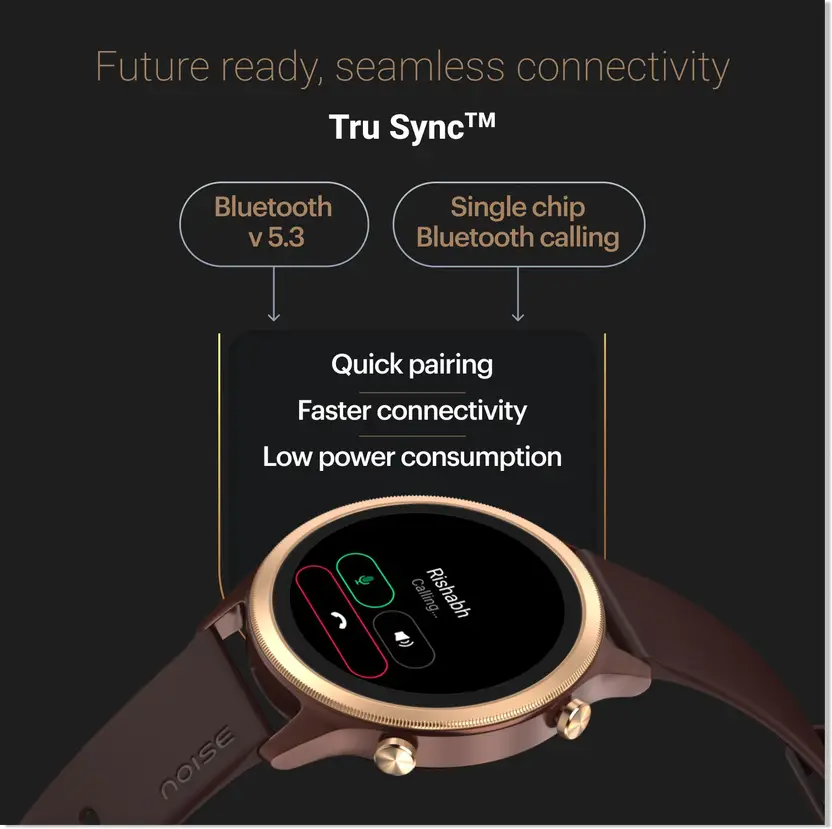 Future ready, seamless connectivity
Tru Sync™
Bluetooth
v 5.3
Single chip
Bluetooth calling
Quick pairing
Faster connectivity
Low power consumption
Rishabh
Calling...
NOISE